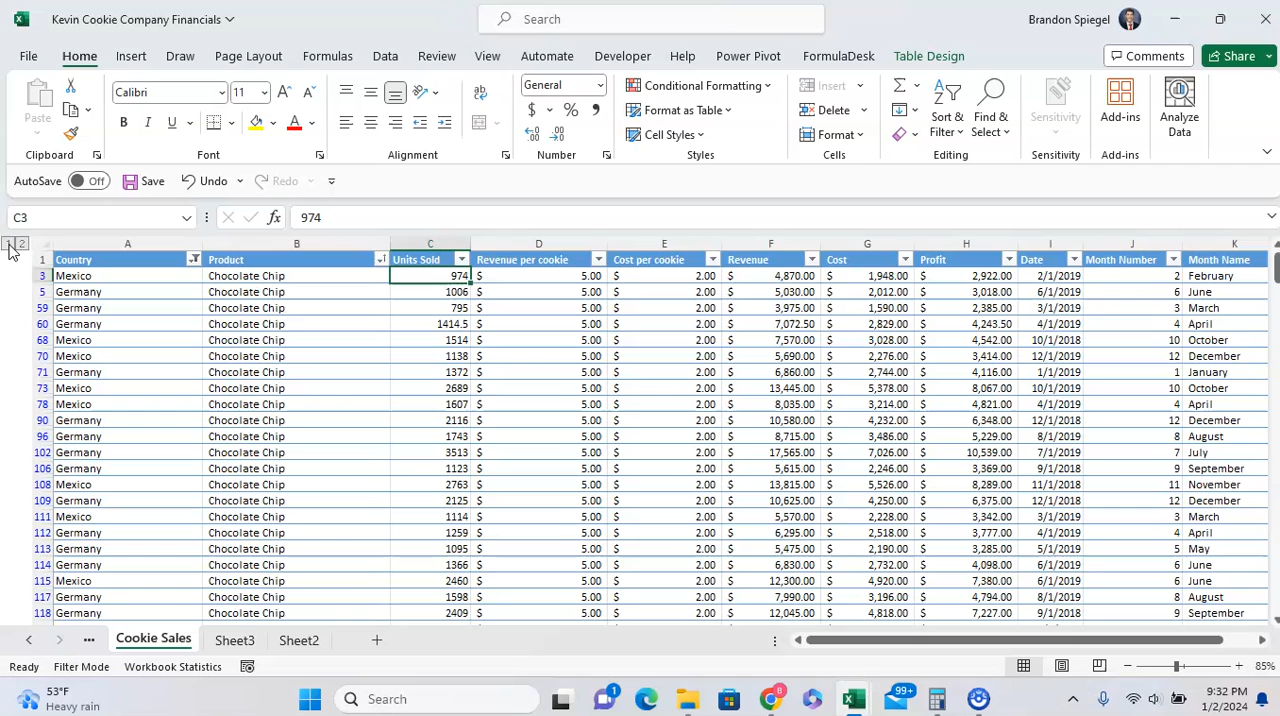 Kevin Cookie Company Financials Search Brandon Spiegel
File Home Insert Draw Page Layout Formulas Data Review View Automate Developer Help Power Pivot FormulaDesk Table Design Comments Share
Calibri 11 General Conditional Formatting Insert
Paste Format as Table Delete Sort & Filter Find & Select Sensitivity Add-ins Analyze Data
B I U A $ % , Cell Styles Format
Clipboard Font Alignment Number Styles Cells Editing Sensitivity Add-ins
AutoSave Off Save Undo Redo
C3 fx 974
1 2 A B C D E F G H I J K
1 Country Product Units Sold Revenue per cookie Cost per cookie Revenue Cost Profit Date Month Number Month Name
3 Mexico Chocolate Chip 974 $ 5.00 $ 2.00 $ 4,870.00 $ 1,948.00 $ 2,922.00 2/1/2019 2 February
5 Germany Chocolate Chip 1006 $ 5.00 $ 2.00 $ 5,030.00 $ 2,012.00 $ 3,018.00 6/1/2019 6 June
59 Germany Chocolate Chip 795 $ 5.00 $ 2.00 $ 3,975.00 $ 1,590.00 $ 2,385.00 3/1/2019 3 March
60 Germany Chocolate Chip 1414.5 $ 5.00 $ 2.00 $ 7,072.50 $ 2,829.00 $ 4,243.50 4/1/2019 4 April
68 Mexico Chocolate Chip 1514 $ 5.00 $ 2.00 $ 7,570.00 $ 3,028.00 $ 4,542.00 10/1/2018 10 October
70 Mexico Chocolate Chip 1138 $ 5.00 $ 2.00 $ 5,690.00 $ 2,276.00 $ 3,414.00 12/1/2019 12 December
71 Germany Chocolate Chip 1372 $ 5.00 $ 2.00 $ 6,860.00 $ 2,744.00 $ 4,116.00 1/1/2019 1 January
73 Mexico Chocolate Chip 2689 $ 5.00 $ 2.00 $ 13,445.00 $ 5,378.00 $ 8,067.00 10/1/2019 10 October
78 Mexico Chocolate Chip 1607 $ 5.00 $ 2.00 $ 8,035.00 $ 3,214.00 $ 4,821.00 4/1/2019 4 April
90 Germany Chocolate Chip 2116 $ 5.00 $ 2.00 $ 10,580.00 $ 4,232.00 $ 6,348.00 12/1/2019 12 December
96 Germany Chocolate Chip 1743 $ 5.00 $ 2.00 $ 8,715.00 $ 3,486.00 $ 5,229.00 8/1/2019 8 August
102 Germany Chocolate Chip 3513 $ 5.00 $ 2.00 $ 17,565.00 $ 7,026.00 $ 10,539.00 7/1/2019 7 July
106 Germany Chocolate Chip 1123 $ 5.00 $ 2.00 $ 5,615.00 $ 2,246.00 $ 3,369.00 9/1/2018 9 September
108 Mexico Chocolate Chip 2763 $ 5.00 $ 2.00 $ 13,815.00 $ 5,526.00 $ 8,289.00 11/1/2018 11 November
109 Germany Chocolate Chip 2125 $ 5.00 $ 2.00 $ 10,625.00 $ 4,250.00 $ 6,375.00 12/1/2018 12 December
111 Mexico Chocolate Chip 1114 $ 5.00 $ 2.00 $ 5,570.00 $ 2,228.00 $ 3,342.00 3/1/2019 3 March
112 Germany Chocolate Chip 1259 $ 5.00 $ 2.00 $ 6,295.00 $ 2,518.00 $ 3,777.00 4/1/2019 4 April
113 Germany Chocolate Chip 1095 $ 5.00 $ 2.00 $ 5,475.00 $ 2,190.00 $ 3,285.00 5/1/2019 5 May
114 Germany Chocolate Chip 1366 $ 5.00 $ 2.00 $ 6,830.00 $ 2,732.00 $ 4,098.00 6/1/2019 6 June
115 Mexico Chocolate Chip 2460 $ 5.00 $ 2.00 $ 12,300.00 $ 4,920.00 $ 7,380.00 6/1/2019 6 June
117 Germany Chocolate Chip 1598 $ 5.00 $ 2.00 $ 7,990.00 $ 3,196.00 $ 4,794.00 8/1/2019 8 August
118 Germany Chocolate Chip 2409 $ 5.00 $ 2.00 $ 12,045.00 $ 4,818.00 $ 7,227.00 9/1/2019 9 September
Cookie Sales Sheet3 Sheet2
Ready Filter Mode Workbook Statistics 85%
53°F Heavy rain Search 1 8 99+ 9:32 PM 1/2/2024